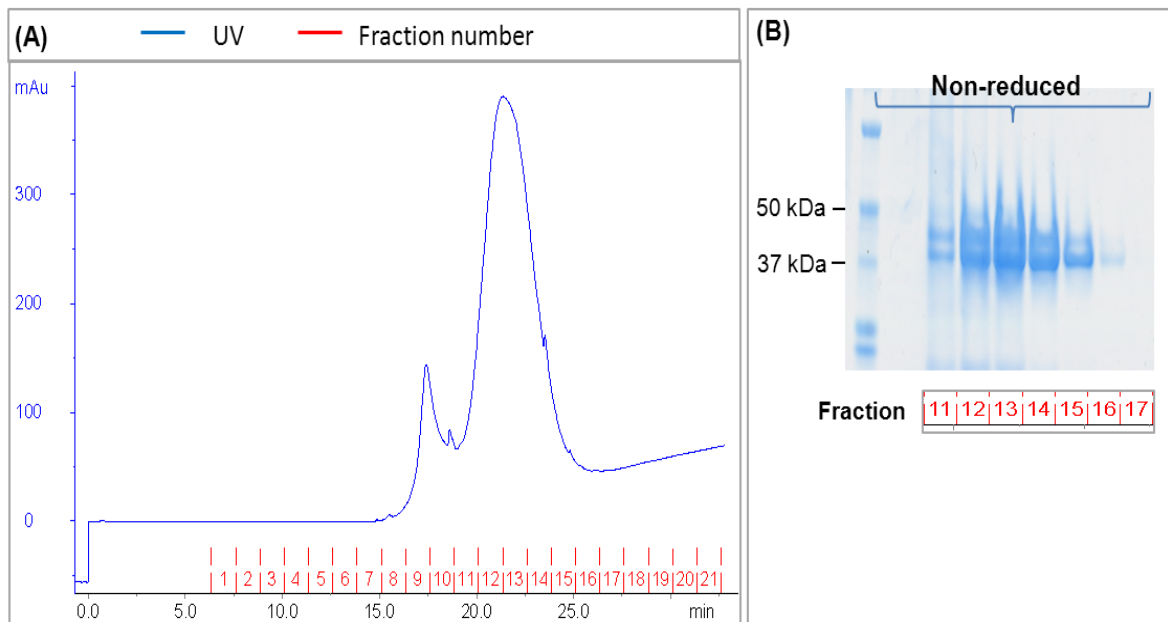 (A)
UV
Fraction number
mAu
300
200
100
0
1 2 3 4 5 6 7 8 9 10 11 12 13 14 15 16 17 18 19 20 21
0.0 5.0 10.0 15.0 20.0 25.0 min
(B)
Non-reduced
50 kDa
37 kDa
Fraction 11 12 13 14 15 16 17